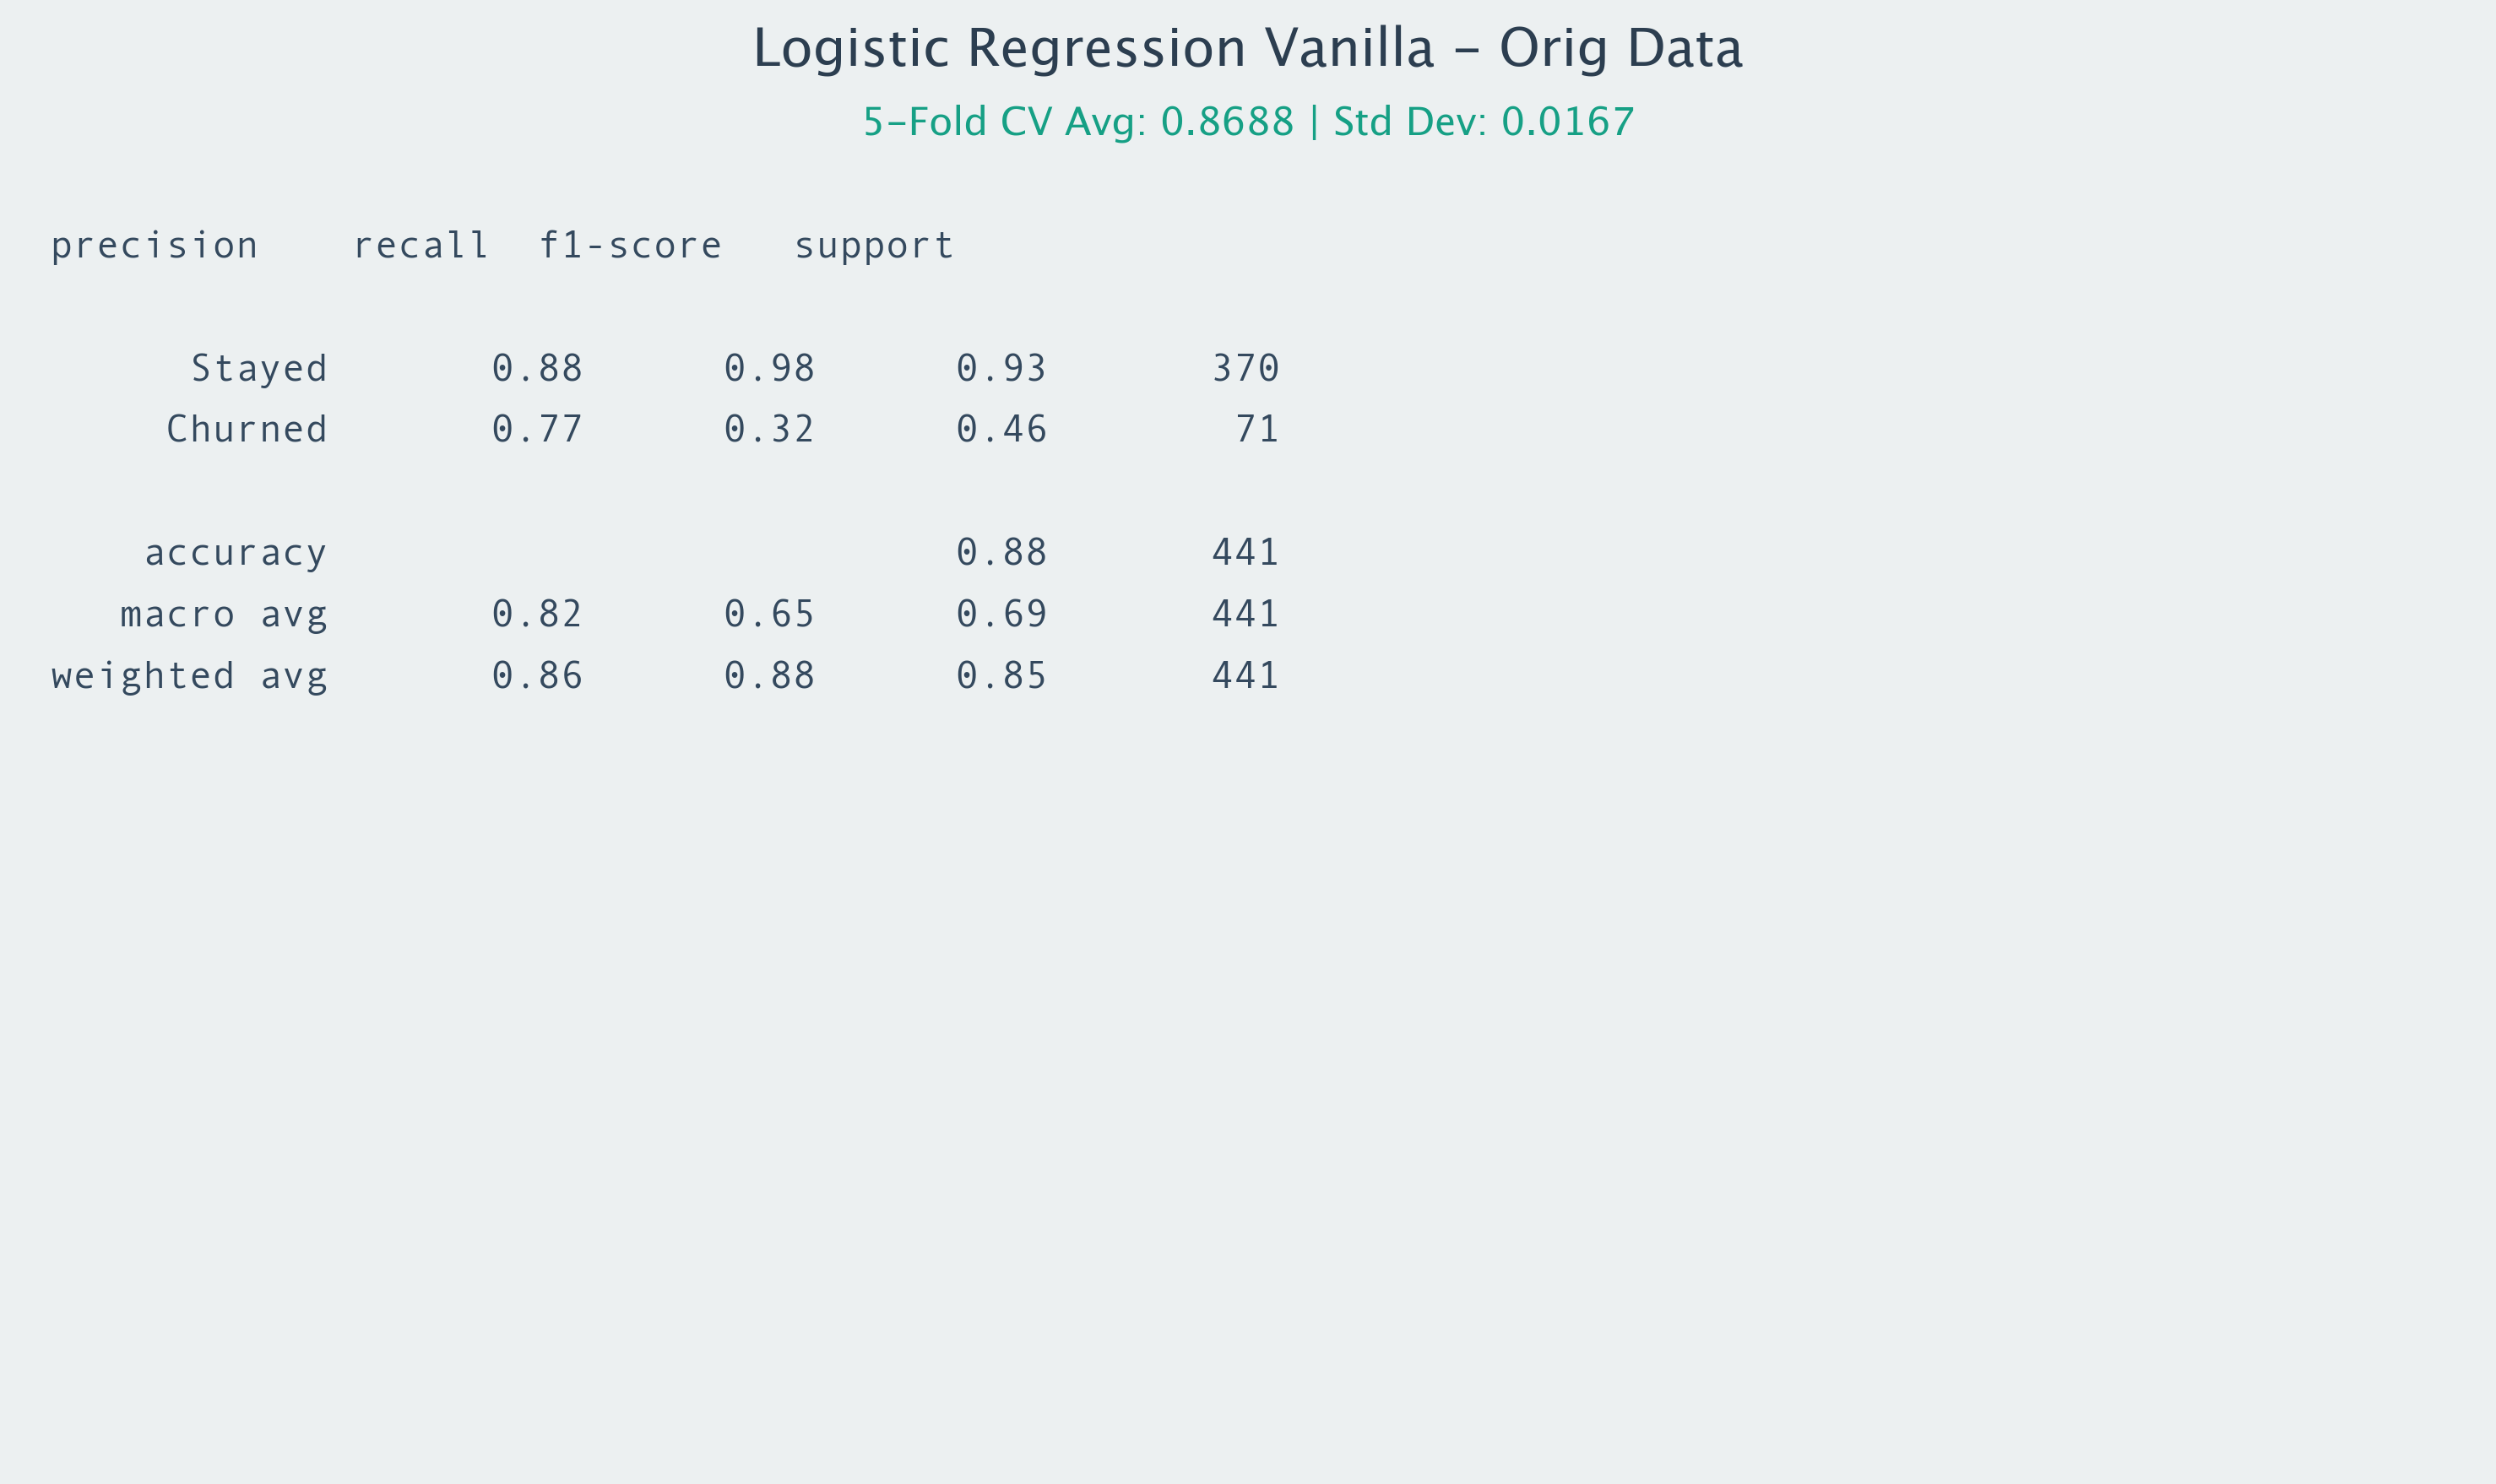 Logistic Regression Vanilla – Orig Data
5–Fold CV Avg: 0.8688 | Std Dev: 0.0167
precision    recall  f1-score   support
Stayed       0.88      0.98      0.93       370
Churned       0.77      0.32      0.46        71
accuracy                           0.88       441
macro avg       0.82      0.65      0.69       441
weighted avg       0.86      0.88      0.85       441